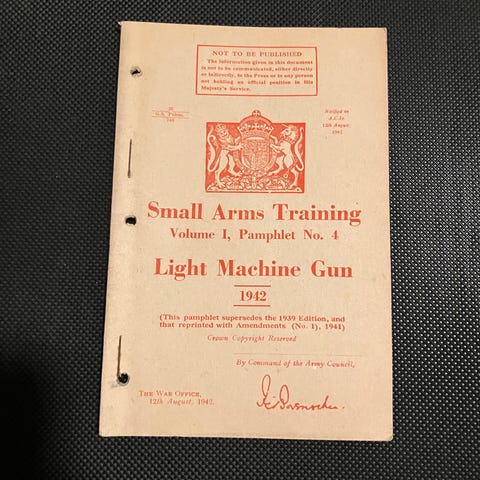 NOT TO BE PUBLISHED
The information given in this document
is not to be communicated, either directly
or indirectly, to the Press or to any person
not holding an official position in His
Majesty's Service.
26
G.S. Publns.
Notified in
A.C.Is.
12th August,
1942
Small Arms Training
Volume I, Pamphlet No. 4
Light Machine Gun
1942
(This pamphlet supersedes the 1939 Edition, and
that reprinted with Amendments (No. 1), 1941)
Crown Copyright Reserved
By Command of the Army Council,
THE WAR OFFICE,
12th August, 1942.